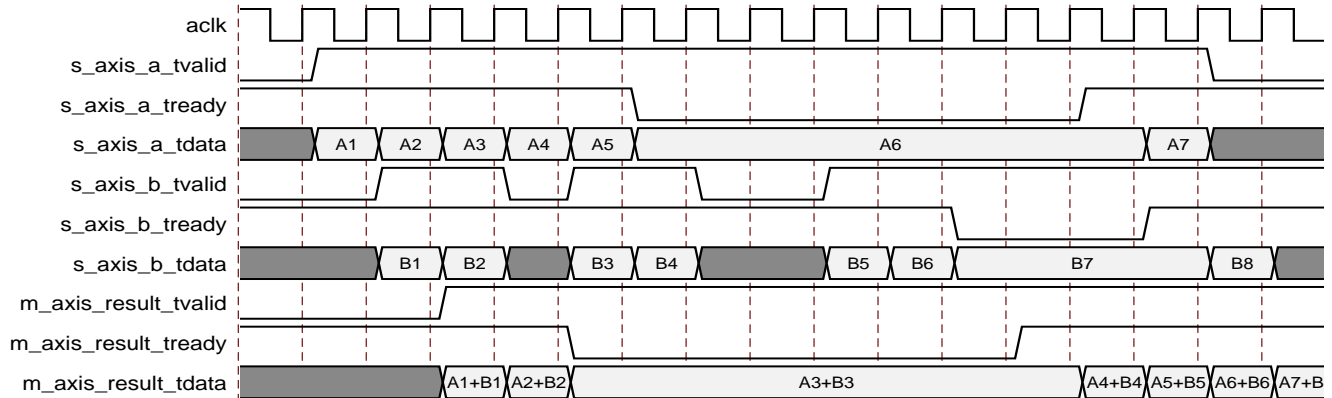 aclk
s_axis_a_tvalid
s_axis_a_tready
s_axis_a_tdata A1 A2 A3 A4 A5 A6 A7
s_axis_b_tvalid
s_axis_b_tready
s_axis_b_tdata B1 B2 B3 B4 B5 B6 B7 B8
m_axis_result_tvalid
m_axis_result_tready
m_axis_result_tdata A1+B1 A2+B2 A3+B3 A4+B4 A5+B5 A6+B6 A7+B